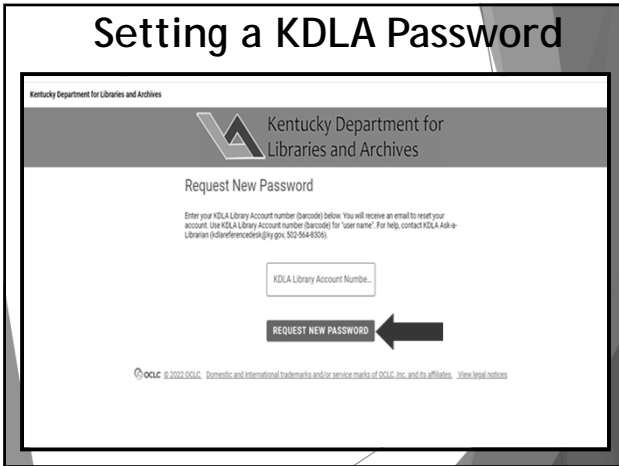 Setting a KDLA Password
Kentucky Department for Libraries and Archives
Kentucky Department for
Libraries and Archives
Request New Password
Enter your KDLA Library Account number (barcode) below. You will receive an email to reset your
account. Use KDLA Library Account number (barcode) for "user name". For help, contact KDLA Ask-a-
Librarian (kdlareferencedesk@ky.gov, 502-564-8306).
KDLA Library Account Numbe...
REQUEST NEW PASSWORD
OCLC © 2022 OCLC Domestic and international trademarks and/or service marks of OCLC, Inc. and its affiliates. View legal notices